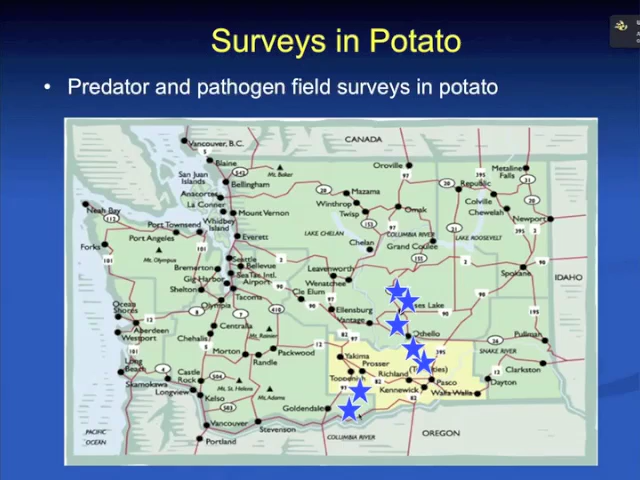 Surveys in Potato
• Predator and pathogen field surveys in potato
CANADA
Vancouver, B.C.
Blaine
San Juan
Islands
Mt. Baker
Bellingham
Anacortes
La Conner
Mount Vernon
Whidbey
Island
Neah Bay
Port Townsend
Port Angeles
Everett
Forks
Mt. Olympus
Seattle
Bellevue
Sea Tac Intl.
Airport
Bremerton
Gig Harbor
Shelton
Tacoma
Olympia
Ocean
Shores
Aberdeen
Westport
Centralia
Chehalis
Mt. Rainier
Morton
Packwood
Randle
Long
Beach
Skamokawa
Castle
Rock
Longview
Kelso
Mt. St. Helens
Mt. Adams
Vancouver
Portland
Stevenson
Goldendale
PACIFIC
OCEAN
COLUMBIA RIVER
OREGON
Oroville
Mazama
Winthrop
Twisp
Omak
LAKE CHELAN
Chelan
COLUMBIA RIVER
Grand Coulee
LAKE ROOSEVELT
Republic
Metaline
Falls
Colville
Chewelah
Newport
Spokane
IDAHO
Leavenworth
Wenatchee
Cle Elum
Ellensburg
Vantage
Lake
Othello
Yakima
Prosser
Richland
Pasco
Kennewick
Walla Walla
SNAKE RIVER
Pullman
Clarkston
Dayton